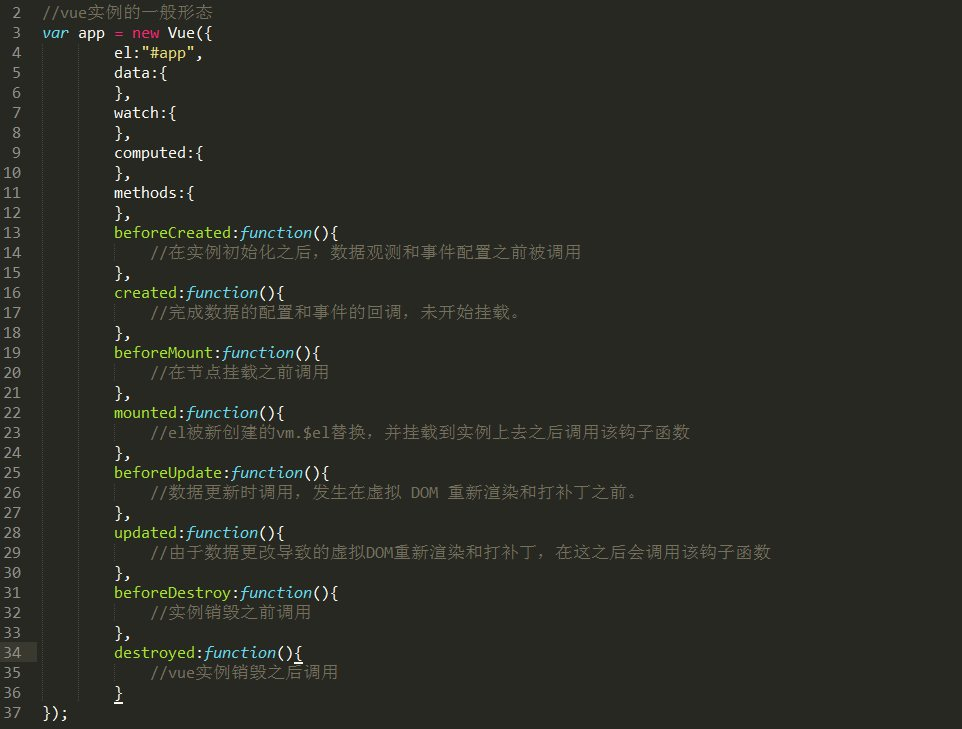 2 //vue实例的一般形态
3 var app = new Vue({
4 el:"#app",
5 data:{
6 },
7 watch:{
8 },
9 computed:{
10 },
11 methods:{
12 },
13 beforeCreated:function(){
14 //在实例初始化之后，数据观测和事件配置之前被调用
15 },
16 created:function(){
17 //完成数据的配置和事件的回调，未开始挂载。
18 },
19 beforeMount:function(){
20 //在节点挂载之前调用
21 },
22 mounted:function(){
23 //el被新创建的vm.$el替换，并挂载到实例上去之后调用该钩子函数
24 },
25 beforeUpdate:function(){
26 //数据更新时调用，发生在虚拟 DOM 重新渲染和打补丁之前。
27 },
28 updated:function(){
29 //由于数据更改导致的虚拟DOM重新渲染和打补丁，在这之后会调用该钩子函数
30 },
31 beforeDestroy:function(){
32 //实例销毁之前调用
33 },
34 destroyed:function(){
35 //vue实例销毁之后调用
36 }
37 });